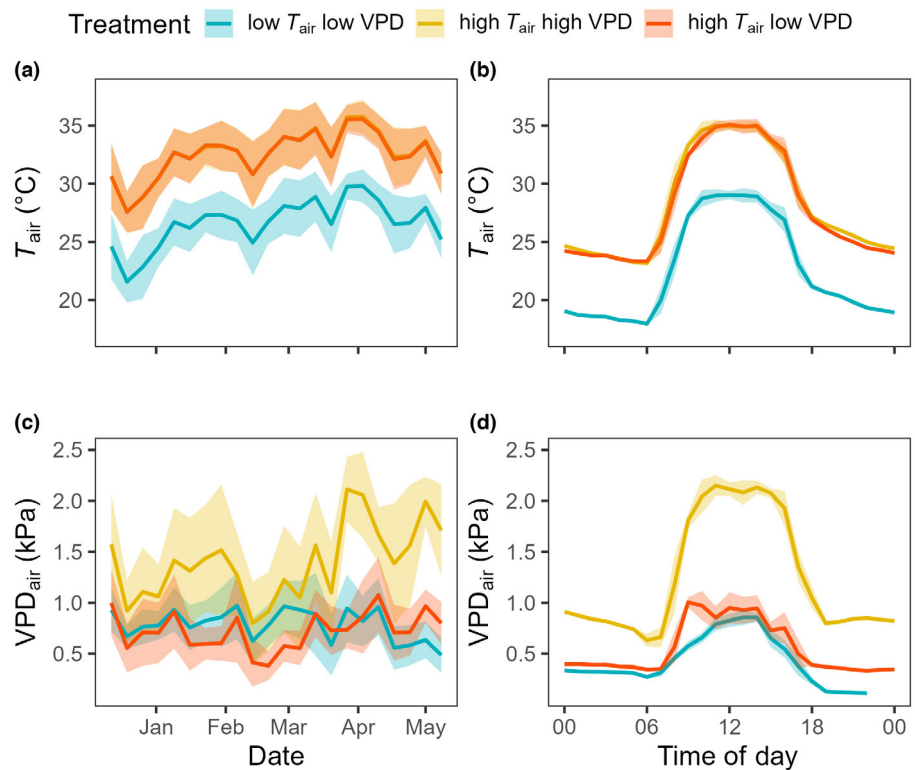 Treatment low Tair low VPD high Tair high VPD high Tair low VPD
(a)
35
30
25
20
Tair (°C)
(b)
35
30
25
20
Tair (°C)
(c)
2.5
2.0
1.5
1.0
0.5
VPDair (kPa)
Jan Feb Mar Apr May
Date
(d)
2.5
2.0
1.5
1.0
0.5
VPDair (kPa)
00 06 12 18 00
Time of day